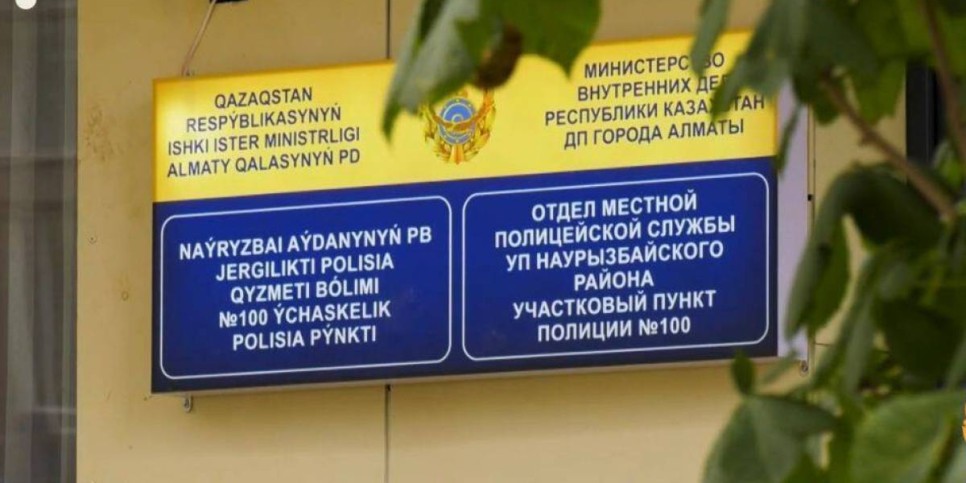 QAZAQSTAN
RESPÝBLIKASYNYŃ
ISHKI ISTER MINISTRLIGI
ALMATY QALASYNYŃ PD
МИНИСТЕРСТВО
ВНУТРЕННИХ ДЕЛ
РЕСПУБЛИКИ КАЗАХСТАН
ДП ГОРОДА АЛМАТЫ
NAÝRYZBAI AÝDANYNYŃ PB
JERGILIKTI POLISIA
QYZMETI BÓLIMI
№100 ÝCHASKELIK
POLISIA PÝNKTI
ОТДЕЛ МЕСТНОЙ
ПОЛИЦЕЙСКОЙ СЛУЖБЫ
УП НАУРЫЗБАЙСКОГО
РАЙОНА
УЧАСТКОВЫЙ ПУНКТ
ПОЛИЦИИ №100